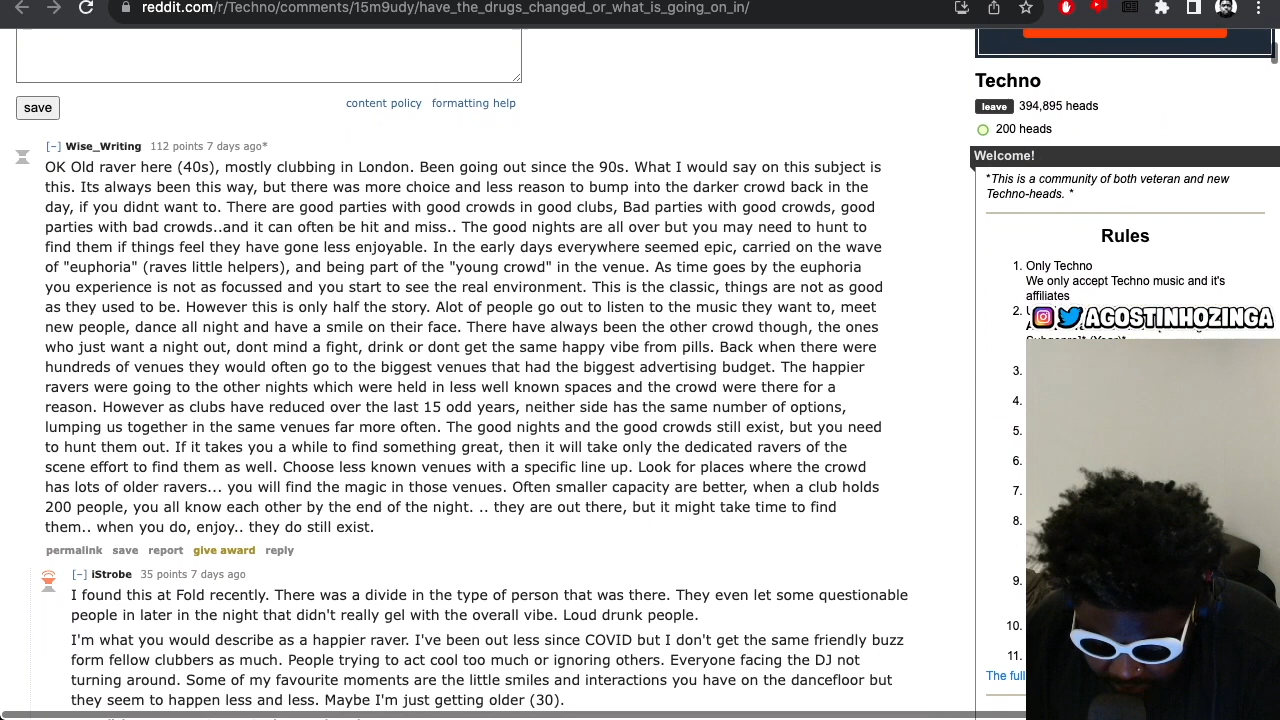 reddit.com/r/Techno/comments/15m9udy/have_the_drugs_changed_or_what_is_going_on_in/
save
content policy formatting help
[–] Wise_Writing 112 points 7 days ago*
OK Old raver here (40s), mostly clubbing in London. Been going out since the 90s. What I would say on this subject is
this. Its always been this way, but there was more choice and less reason to bump into the darker crowd back in the
day, if you didnt want to. There are good parties with good crowds in good clubs, Bad parties with good crowds, good
parties with bad crowds..and it can often be hit and miss.. The good nights are all over but you may need to hunt to
find them if things feel they have gone less enjoyable. In the early days everywhere seemed epic, carried on the wave
of "euphoria" (raves little helpers), and being part of the "young crowd" in the venue. As time goes by the euphoria
you experience is not as focussed and you start to see the real environment. This is the classic, things are not as good
as they used to be. However this is only half the story. Alot of people go out to listen to the music they want to, meet
new people, dance all night and have a smile on their face. There have always been the other crowd though, the ones
who just want a night out, dont mind a fight, drink or dont get the same happy vibe from pills. Back when there were
hundreds of venues they would often go to the biggest venues that had the biggest advertising budget. The happier
ravers were going to the other nights which were held in less well known spaces and the crowd were there for a
reason. However as clubs have reduced over the last 15 odd years, neither side has the same number of options,
lumping us together in the same venues far more often. The good nights and the good crowds still exist, but you need
to hunt them out. If it takes you a while to find something great, then it will take only the dedicated ravers of the
scene effort to find them as well. Choose less known venues with a specific line up. Look for places where the crowd
has lots of older ravers... you will find the magic in those venues. Often smaller capacity are better, when a club holds
200 people, you all know each other by the end of the night. .. they are out there, but it might take time to find
them.. when you do, enjoy.. they do still exist.
permalink save report give award reply
[–] iStrobe 35 points 7 days ago
I found this at Fold recently. There was a divide in the type of person that was there. They even let some questionable
people in later in the night that didn't really gel with the overall vibe. Loud drunk people.
I'm what you would describe as a happier raver. I've been out less since COVID but I don't get the same friendly buzz
form fellow clubbers as much. People trying to act cool too much or ignoring others. Everyone facing the DJ not
turning around. Some of my favourite moments are the little smiles and interactions you have on the dancefloor but
they seem to happen less and less. Maybe I'm just getting older (30).
Techno
leave 394,895 heads
200 heads
Welcome!
*This is a community of both veteran and new
Techno-heads. *
Rules
1. Only Techno
We only accept Techno music and it's
affiliates
2.
AGOSTINHOZINGA
3.
4.
5.
6.
7.
8.
9.
10.
11.
The full